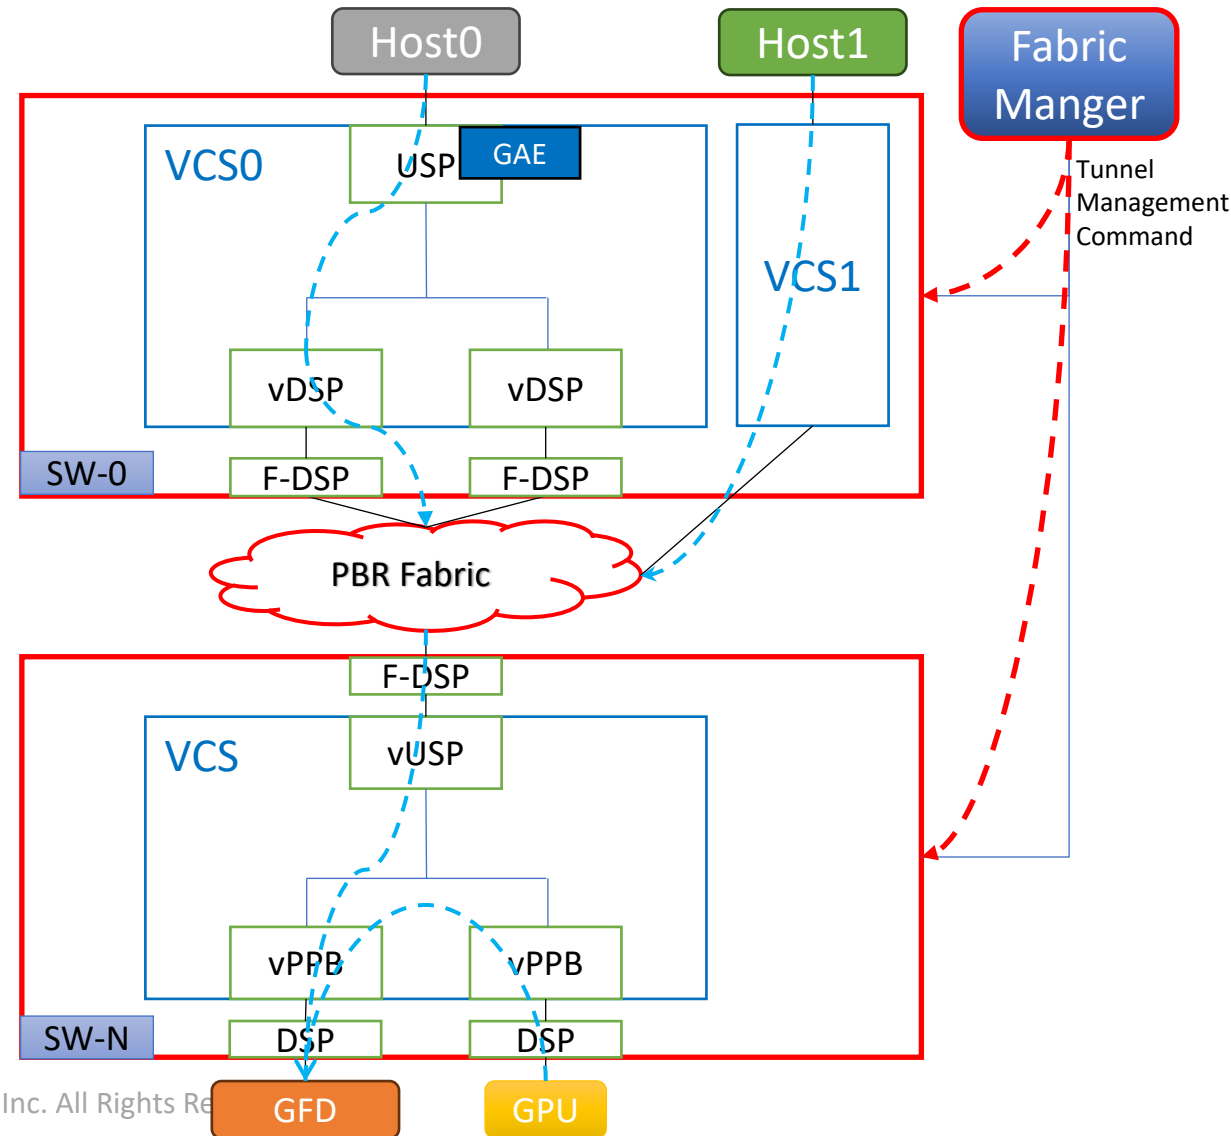 Host0
Host1
Fabric
Manger
VCS0
USP
GAE
Tunnel
Management
Command
VCS1
vDSP
vDSP
SW-0
F-DSP
F-DSP
PBR Fabric
F-DSP
VCS
vUSP
vPPB
vPPB
SW-N
DSP
DSP
Inc. All Rights Re
GFD
GPU